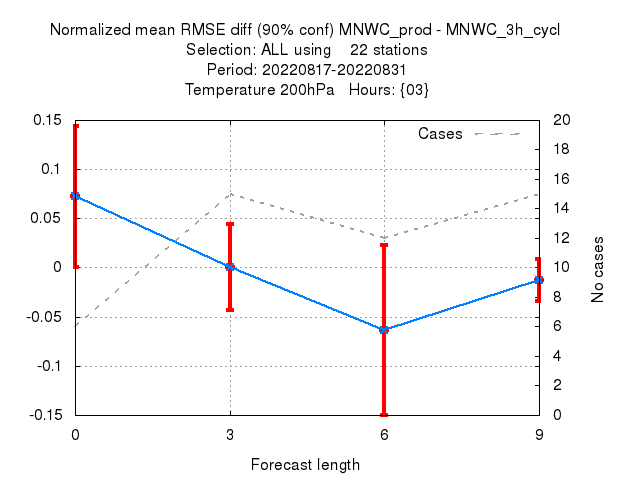 Normalized mean RMSE diff (90% conf) MNWC_prod - MNWC_3h_cycl
Selection: ALL using 22 stations
Period: 20220817-20220831
Temperature 200hPa Hours: {03}
Cases
0.15
0.1
0.05
0
-0.05
-0.1
-0.15
20
18
16
14
12
10
8
6
4
2
0
No cases
0 3 6 9
Forecast length